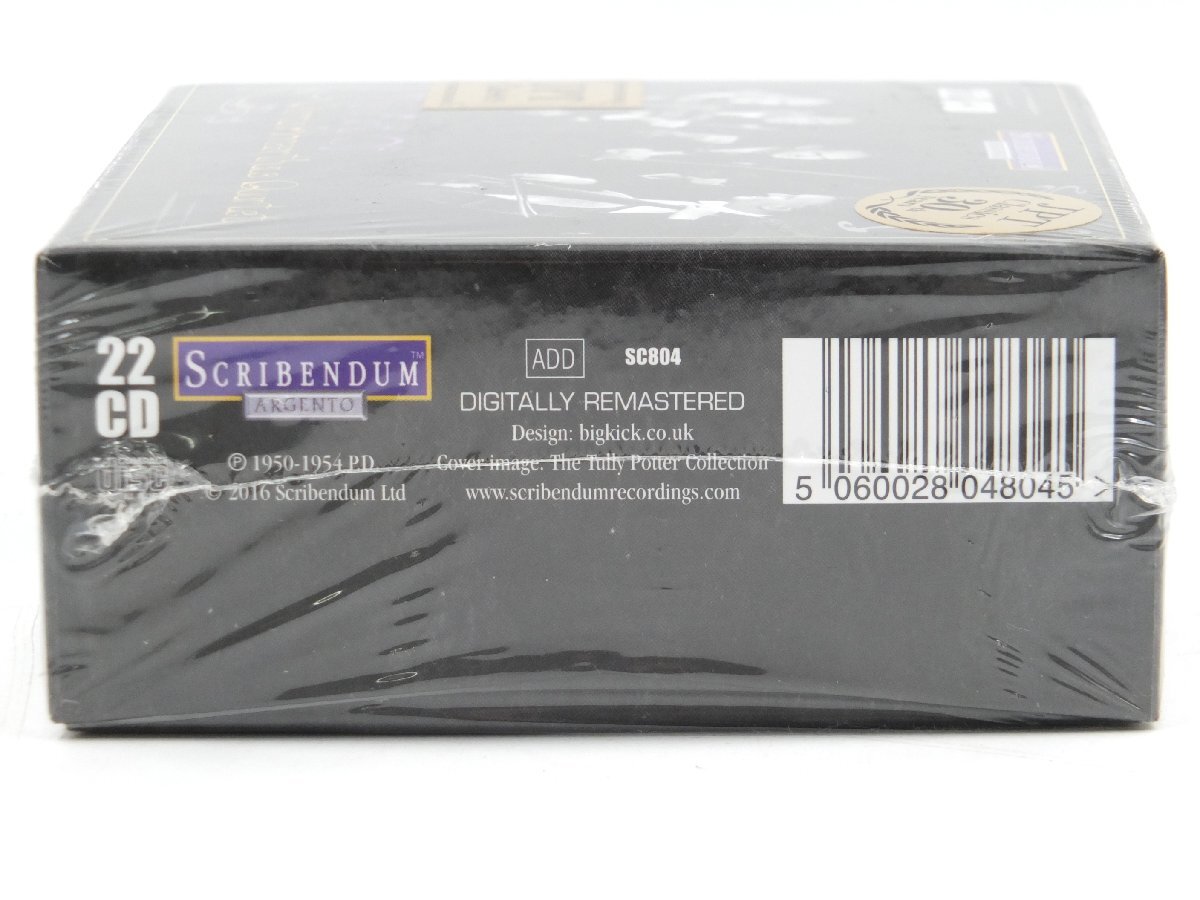 SCRIBENDUM
22
CD
SCRIBENDUM™
ARGENTO
ADD
SC804
DIGITALLY REMASTERED
Design: bigkick.co.uk
℗ 1950-1954 P.D.
Cover image: The Tully Potter Collection
© 2016 Scribendum Ltd
www.scribendumrecordings.com
5 060028 048045 >